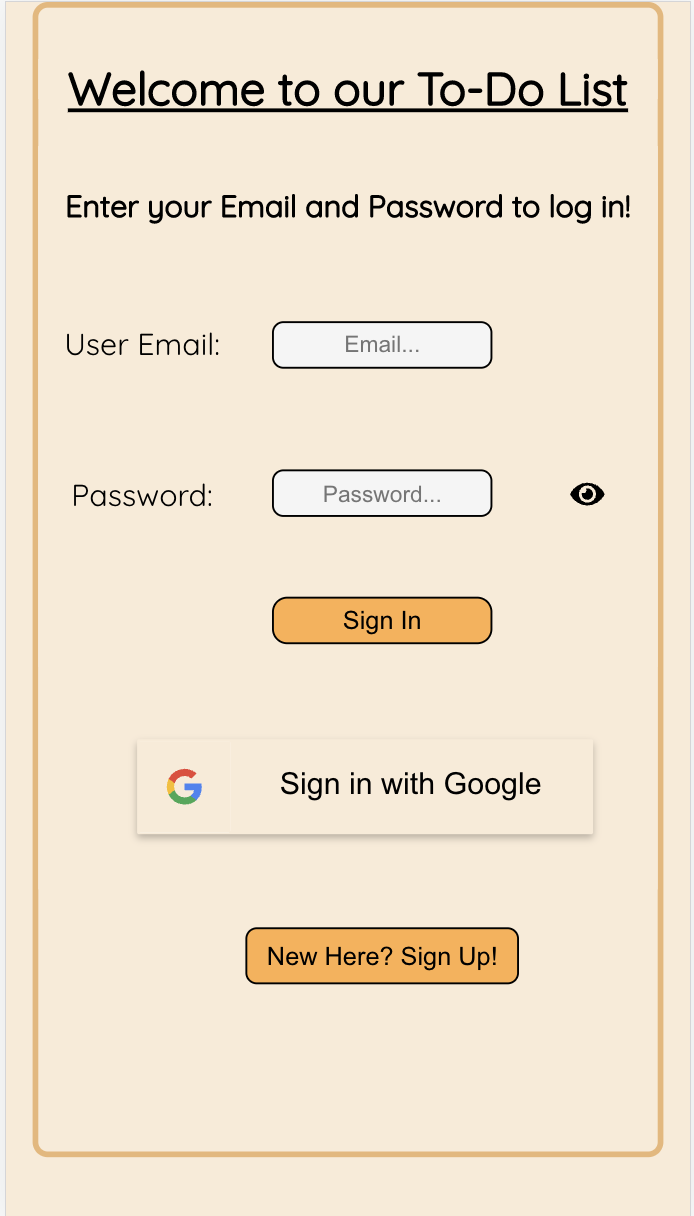 Welcome to our To-Do List
Enter your Email and Password to log in!
User Email: Email...
Password: Password...
Sign In
Sign in with Google
New Here? Sign Up!